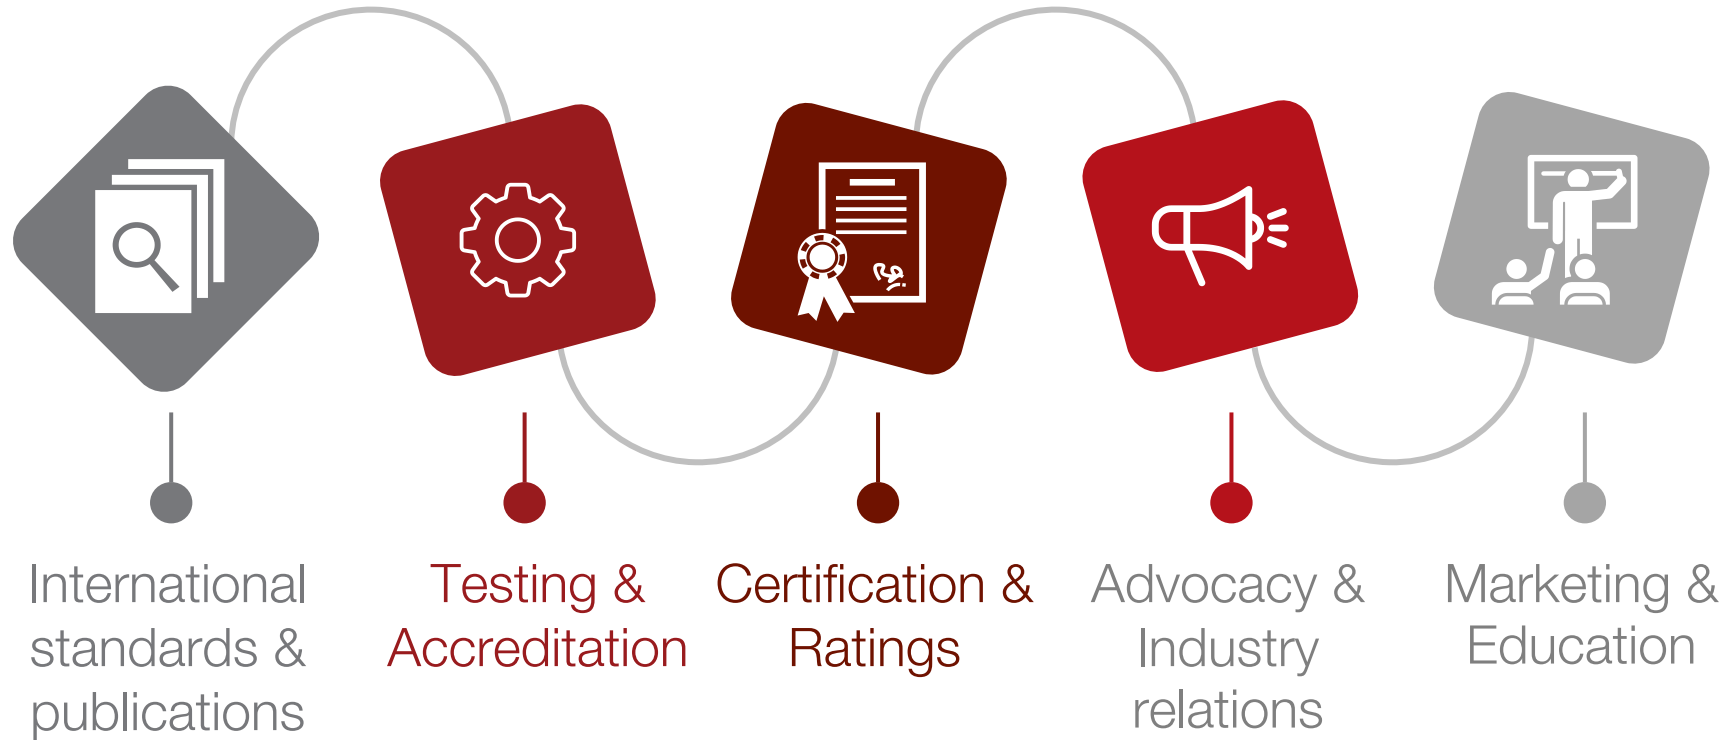 International
standards &
publications
Testing &
Accreditation
Certification &
Ratings
Advocacy &
Industry
relations
Marketing &
Education